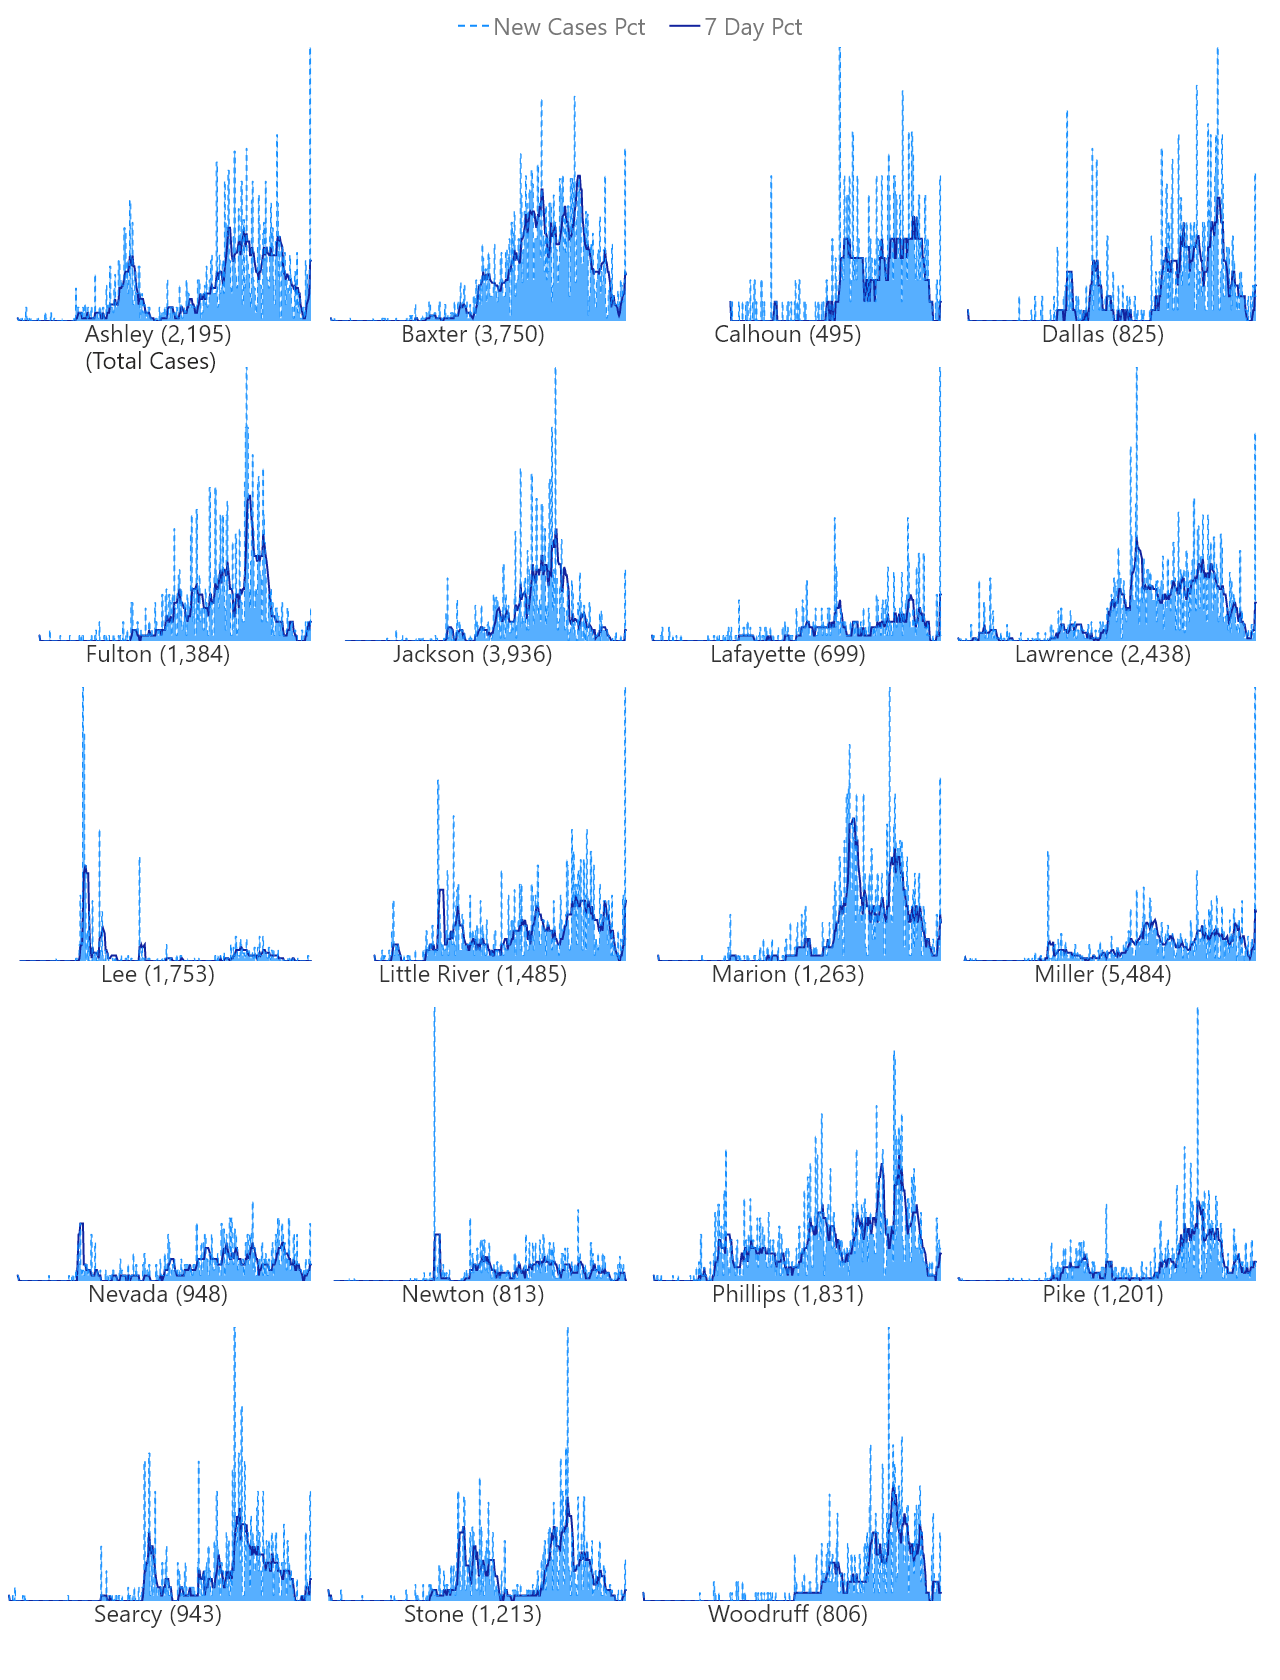 New Cases Pct 7 Day Pct
Ashley (2,195)
(Total Cases)
Baxter (3,750)
Calhoun (495)
Dallas (825)
Fulton (1,384)
Jackson (3,936)
Lafayette (699)
Lawrence (2,438)
Lee (1,753)
Little River (1,485)
Marion (1,263)
Miller (5,484)
Nevada (948)
Newton (813)
Phillips (1,831)
Pike (1,201)
Searcy (943)
Stone (1,213)
Woodruff (806)